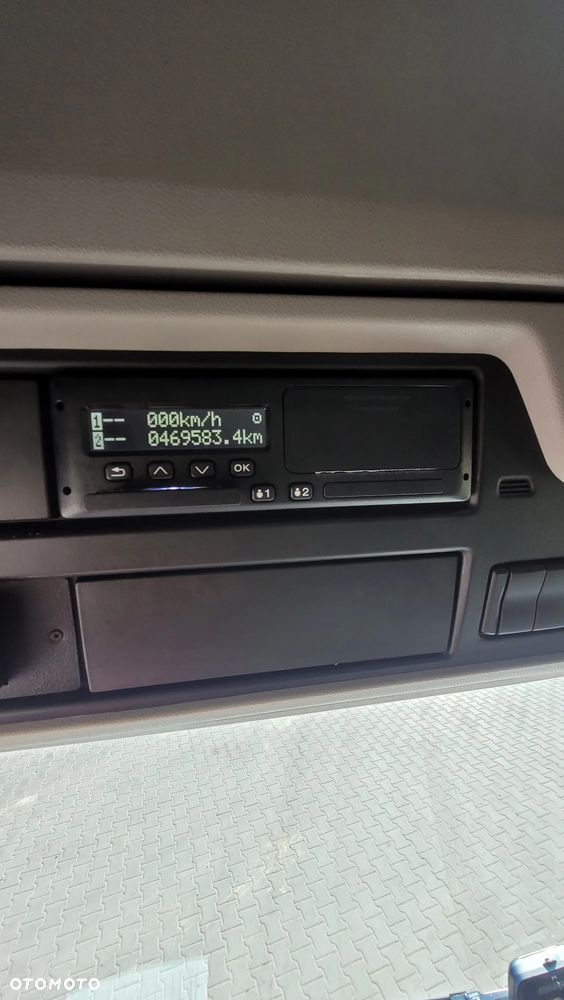 1 -- 000km/h
2 -- 0469583.4km
OK
1 2
OTOMOTO